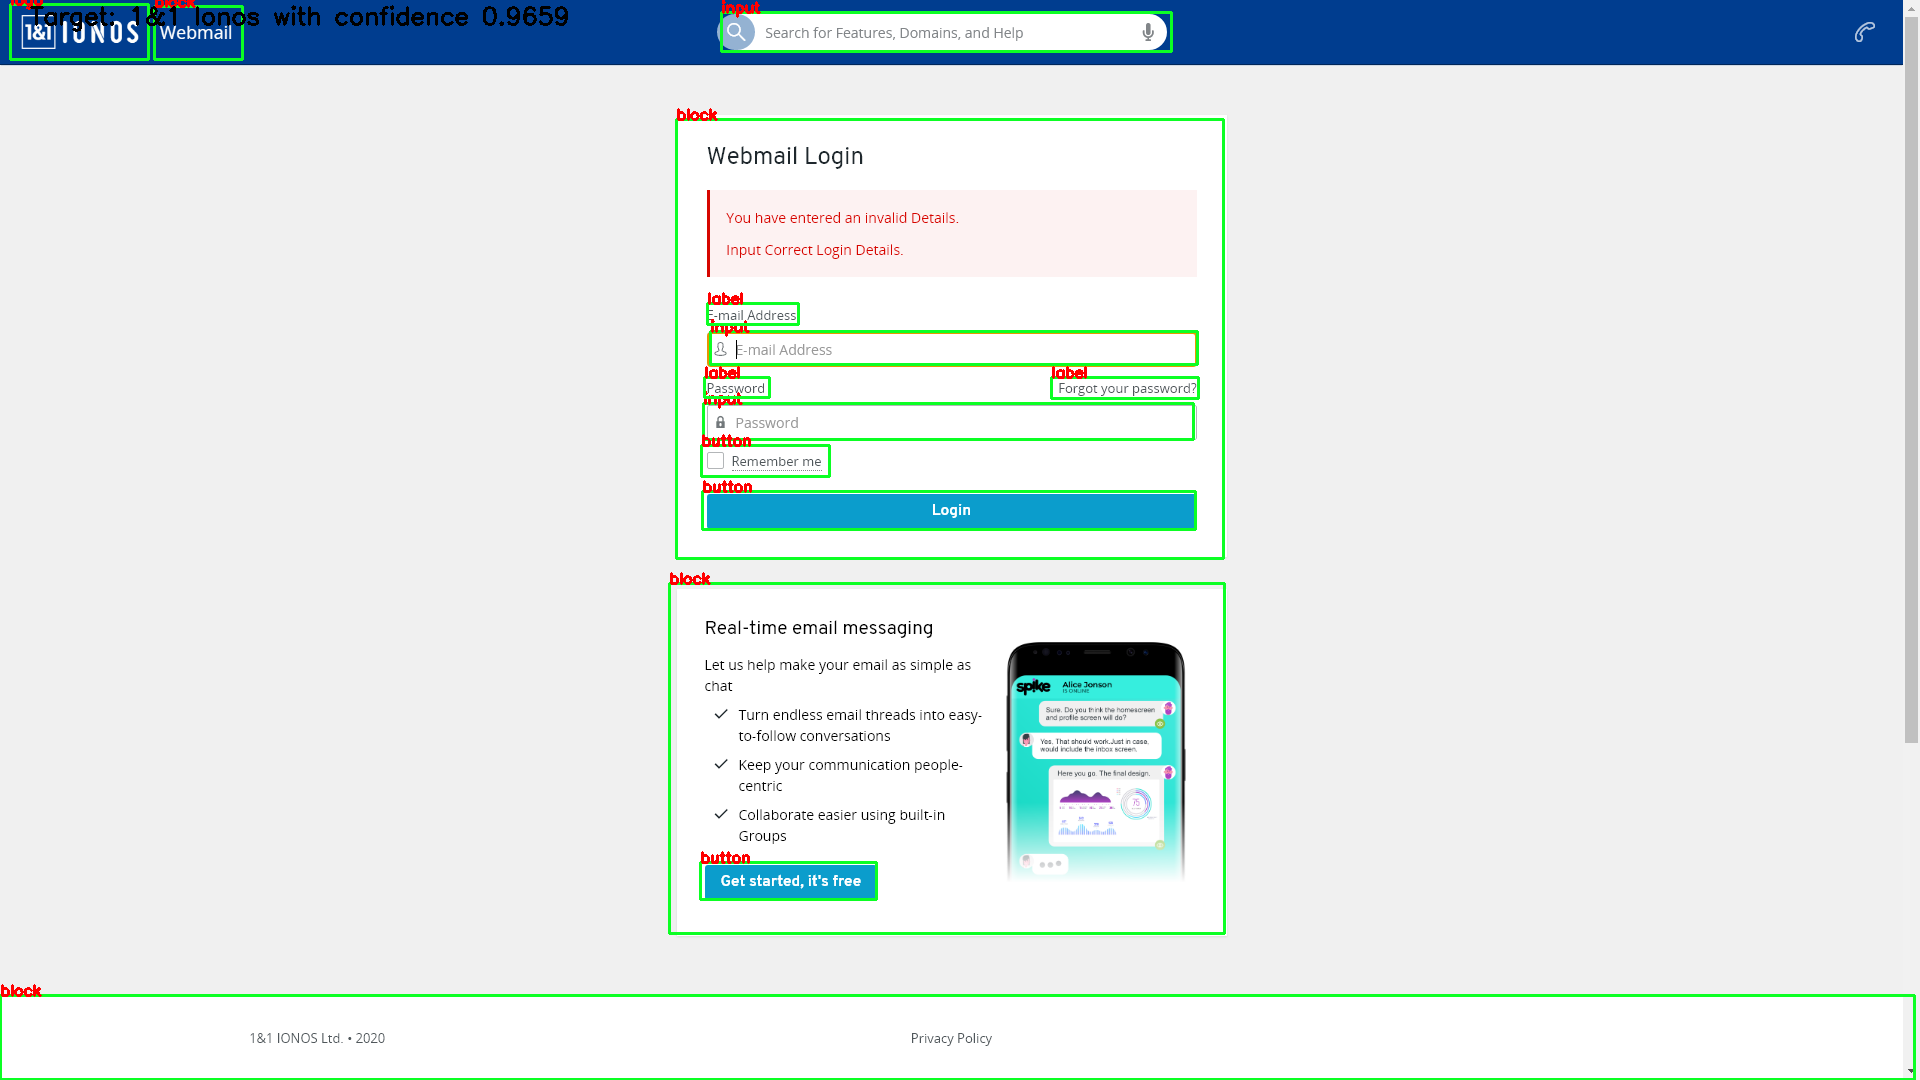 logo
block
Target: 1&1 Ionos with confidence 0.9659
1&1 IONOS
Webmail
input
Search for Features, Domains, and Help
block
Webmail Login
You have entered an invalid Details.
Input Correct Login Details.
label
E-mail Address
input
E-mail Address
label
label
Password
Forgot your password?
input
Password
button
Remember me
button
Login
block
Real-time email messaging
Let us help make your email as simple as
chat
Turn endless email threads into easy-
to-follow conversations
Keep your communication people-
centric
Collaborate easier using built-in
Groups
button
Get started, it's free
spike
Alice Jonson
IS ONLINE
Sure. Do you think the homescreen
and profile screen will do?
Yes, That should work.Just in case,
would include the inbox screen.
Here you go. The final design.
75
block
1&1 IONOS Ltd. • 2020
Privacy Policy